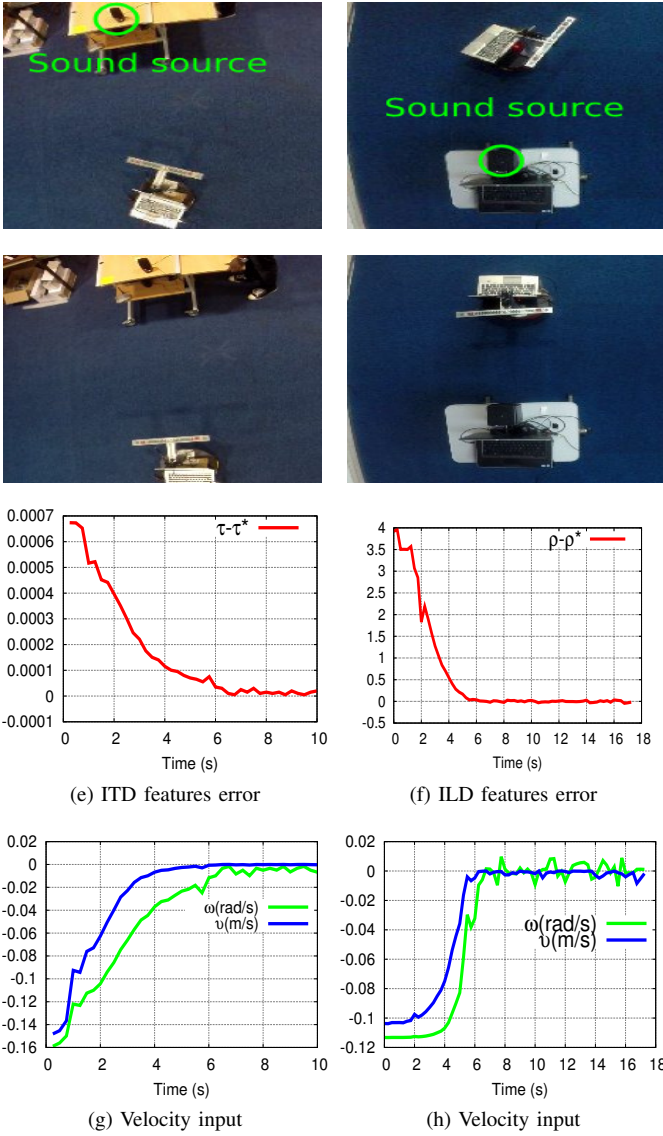 Sound source
Sound source
τ-τ*
0.0007
0.0006
0.0005
0.0004
0.0003
0.0002
0.0001
0
-0.0001
0 2 4 6 8 10
Time (s)
(e) ITD features error
ρ-ρ*
4
3.5
3
2.5
2
1.5
1
0.5
0
-0.5
0 2 4 6 8 10 12 14 16 18
Time (s)
(f) ILD features error
0.02
0
-0.02
-0.04
-0.06
-0.08
-0.1
-0.12
-0.14
-0.16
ω(rad/s)
υ(m/s)
0 2 4 6 8 10
Time (s)
(g) Velocity input
0.02
0
-0.02
-0.04
-0.06
-0.08
-0.1
-0.12
ω(rad/s)
υ(m/s)
0 2 4 6 8 10 12 14 16 18
Time (s)
(h) Velocity input